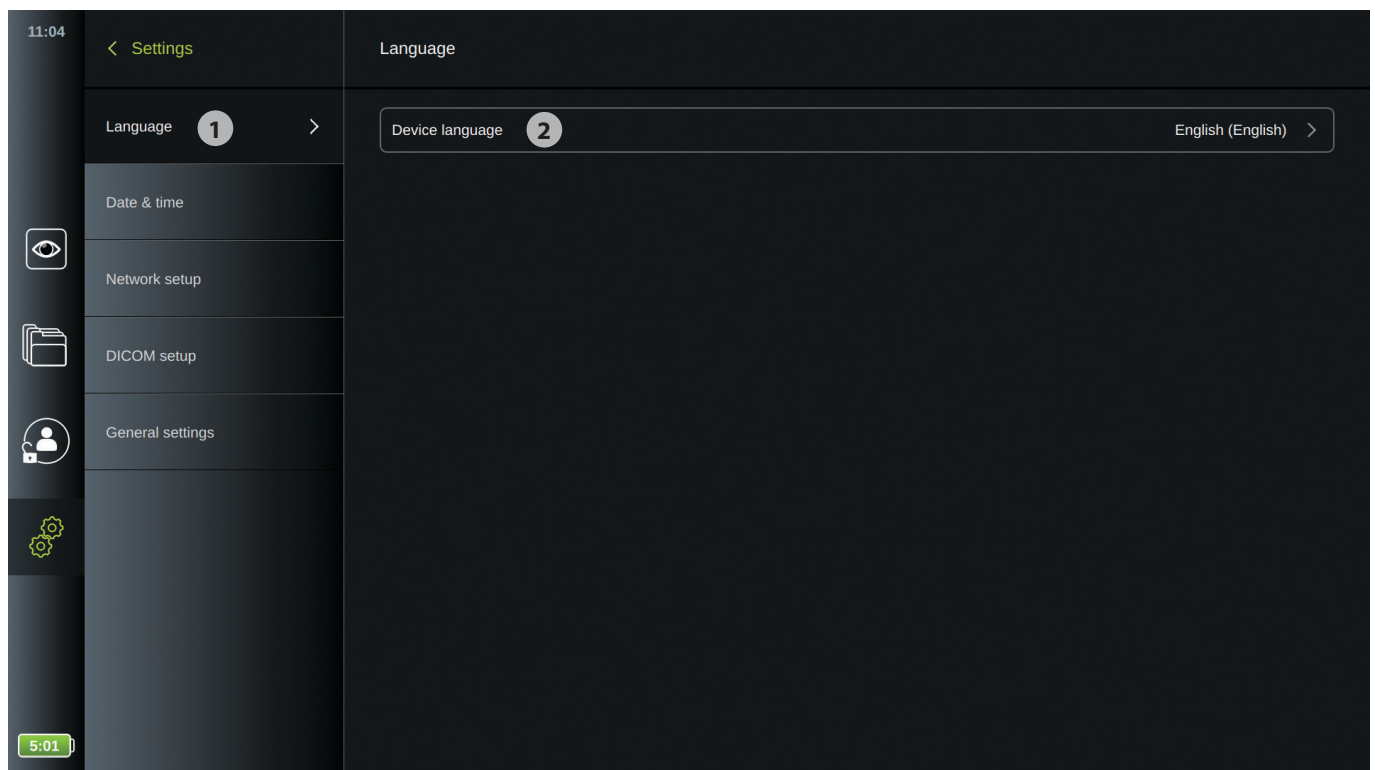 11:04
Settings
Language
Language 1
Device language 2 English (English)
Date & time
Network setup
DICOM setup
General settings
5:01